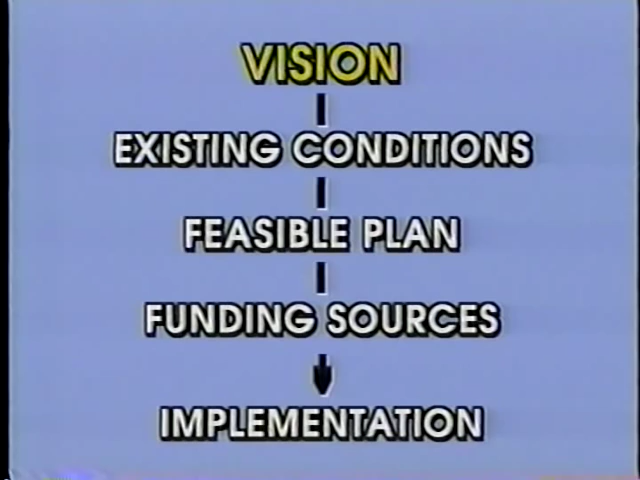 VISION
EXISTING CONDITIONS
FEASIBLE PLAN
FUNDING SOURCES
IMPLEMENTATION